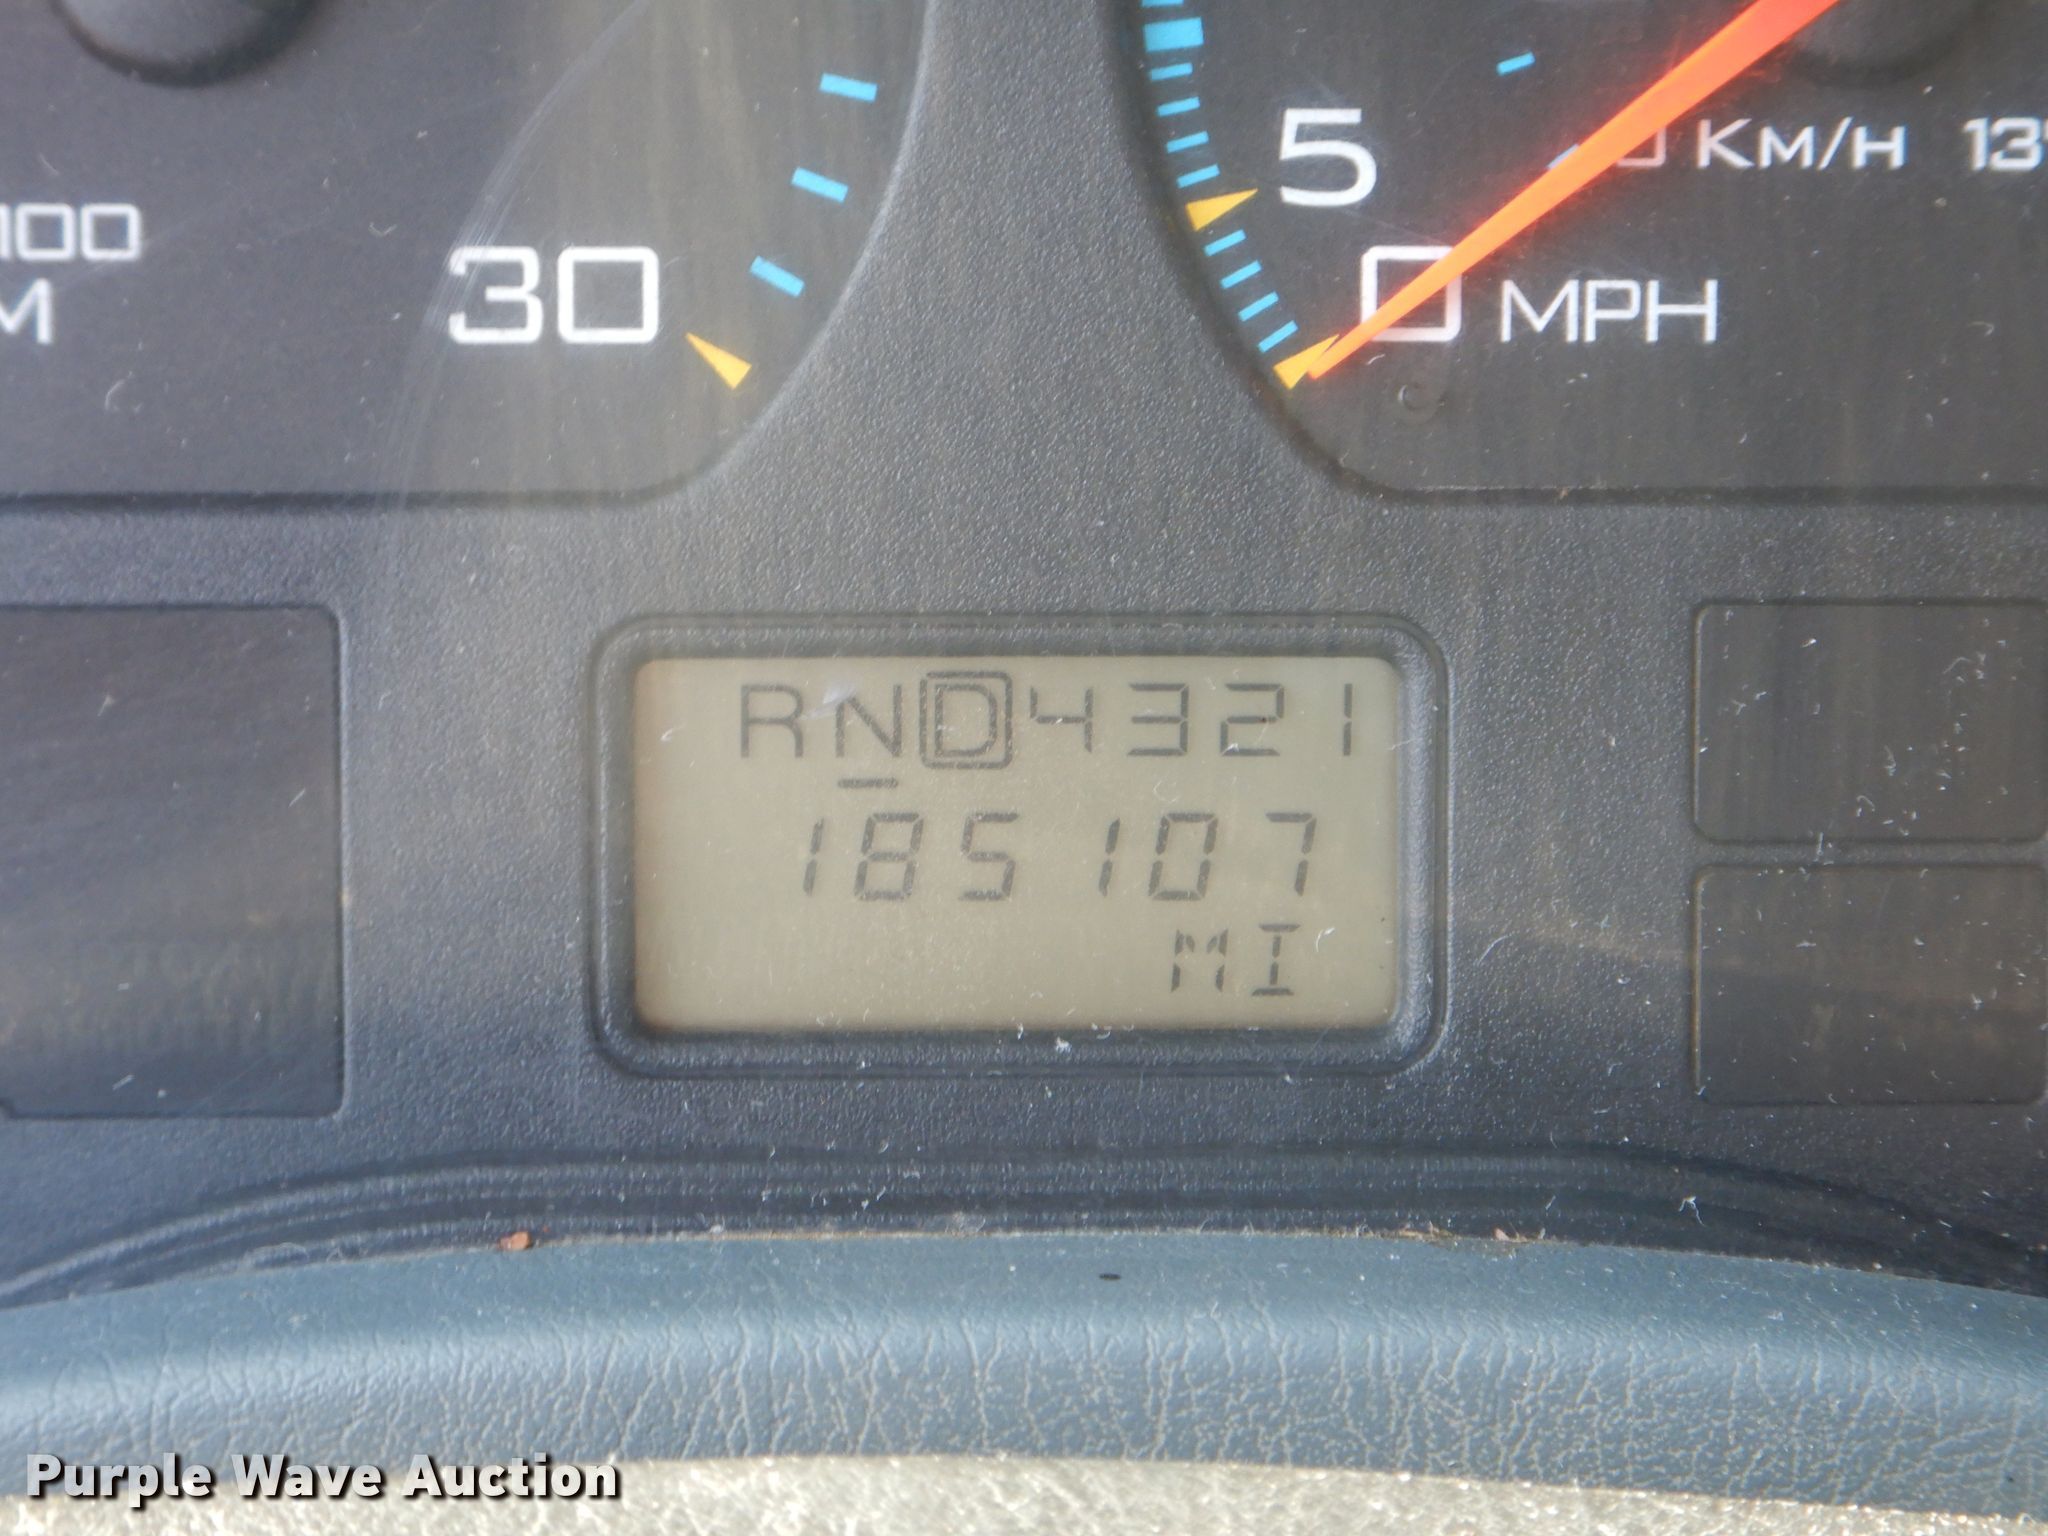 5
KM/H 13
100
30
0 MPH
M
RND4321
185107
MI
Purple Wave Auction